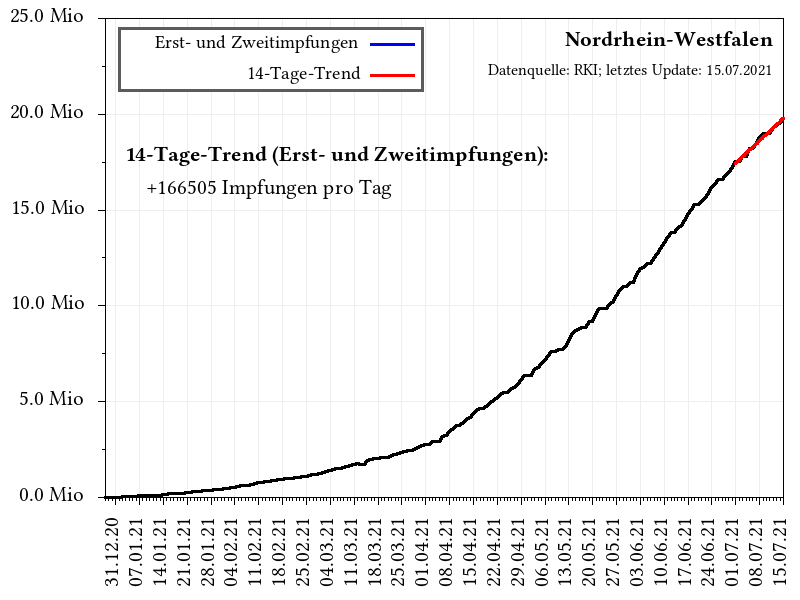 25.0 Mio
20.0 Mio
15.0 Mio
10.0 Mio
5.0 Mio
0.0 Mio
Erst- und Zweitimpfungen
14-Tage-Trend
Nordrhein-Westfalen
Datenquelle: RKI; letztes Update: 15.07.2021
14-Tage-Trend (Erst- und Zweitimpfungen):
+166505 Impfungen pro Tag
31.12.20
07.01.21
14.01.21
21.01.21
28.01.21
04.02.21
11.02.21
18.02.21
25.02.21
04.03.21
11.03.21
18.03.21
25.03.21
01.04.21
08.04.21
15.04.21
22.04.21
29.04.21
06.05.21
13.05.21
20.05.21
27.05.21
03.06.21
10.06.21
17.06.21
24.06.21
01.07.21
08.07.21
15.07.21